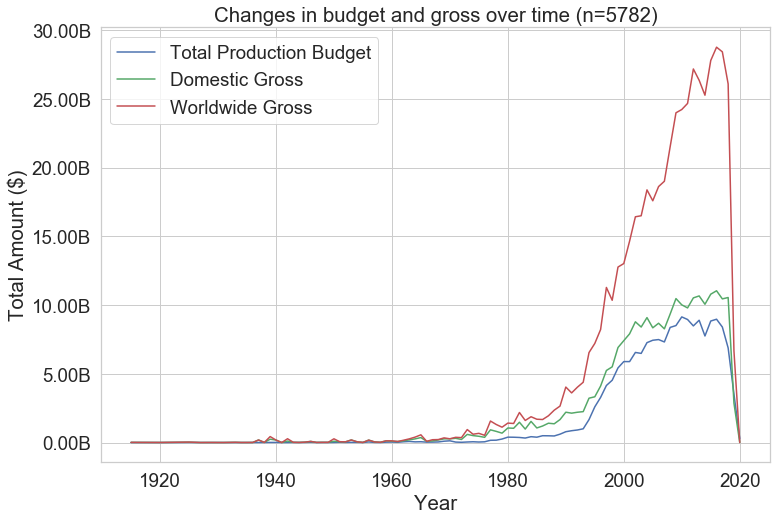 Changes in budget and gross over time (n=5782)
Total Production Budget
Domestic Gross
Worldwide Gross
30.00B
25.00B
20.00B
15.00B
10.00B
5.00B
0.00B
Total Amount ($)
1920 1940 1960 1980 2000 2020
Year